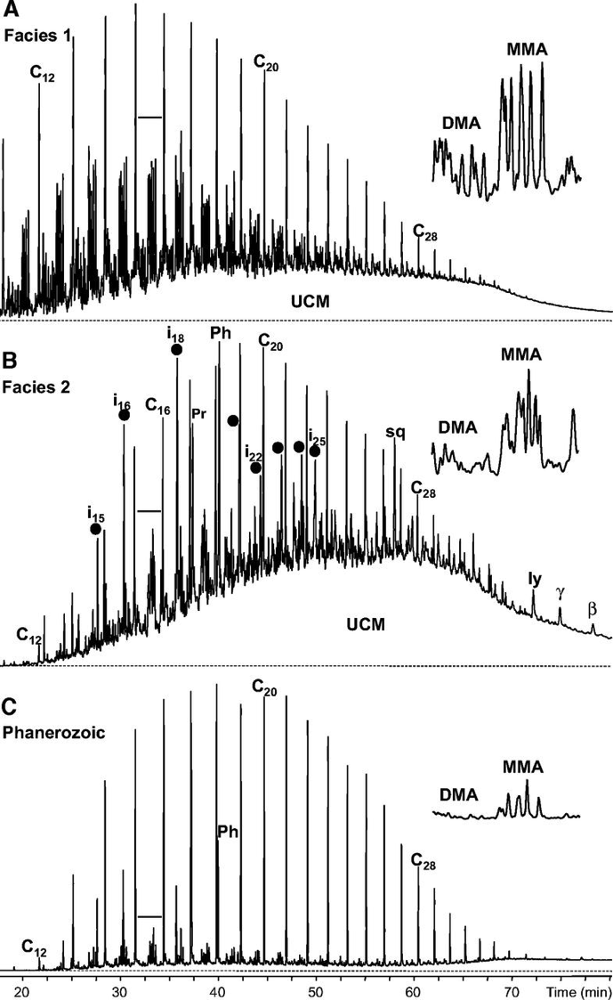 A
Facies 1
C12
C20
MMA
DMA
C28
UCM
B
Facies 2
i18
Ph
C20
MMA
i16
C16
Pr
DMA
sq
i25
i22
C28
i15
ly
γ
β
C12
UCM
C
Phanerozoic
C20
MMA
DMA
Ph
C28
C12
20 30 40 50 60 70 Time (min)